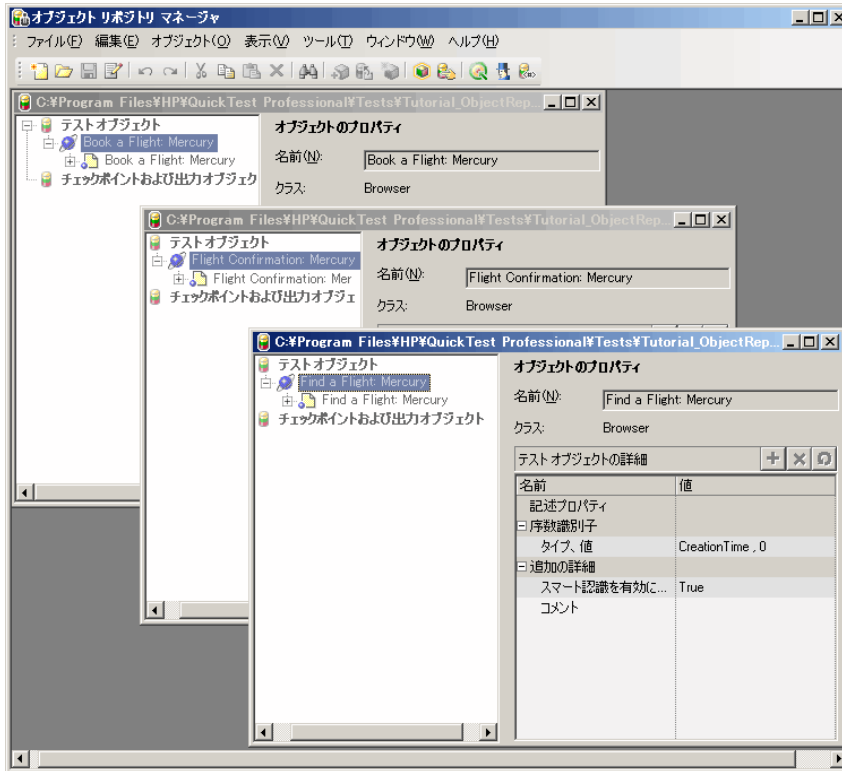 オブジェクト リポジトリ マネージャ
ファイル(F) 編集(E) オブジェクト(O) 表示(V) ツール(T) ウィンドウ(W) ヘルプ(H)
C:¥Program Files¥HP¥QuickTest Professional¥Tests¥Tutorial_ObjectRep...
テスト オブジェクト
Book a Flight: Mercury
Book a Flight: Mercury
チェックポイントおよび出力オブジェク
オブジェクトのプロパティ
名前(N): Book a Flight: Mercury
クラス: Browser
C:¥Program Files¥HP¥QuickTest Professional¥Tests¥Tutorial_ObjectRep...
テスト オブジェクト
Flight Confirmation: Mercury
Flight Confirmation: Mer
チェックポイントおよび出力オブジェ
オブジェクトのプロパティ
名前(N): Flight Confirmation: Mercury
クラス: Browser
C:¥Program Files¥HP¥QuickTest Professional¥Tests¥Tutorial_ObjectRep...
テスト オブジェクト
Find a Flight: Mercury
Find a Flight: Mercury
チェックポイントおよび出力オブジェクト
オブジェクトのプロパティ
名前(N): Find a Flight: Mercury
クラス: Browser
テスト オブジェクトの詳細
名前 値
記述プロパティ
序数識別子
タイプ、値 CreationTime , 0
追加の詳細
スマート認識を有効に... True
コメント